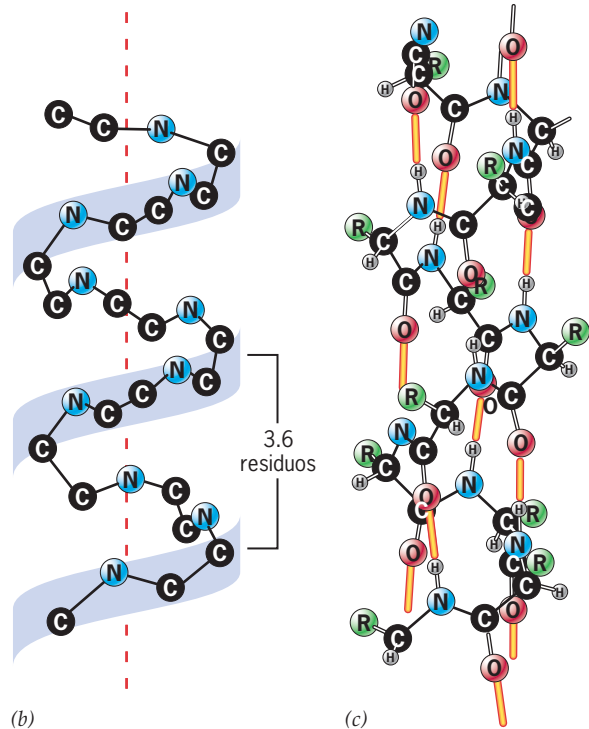 C C N C
N C C N C
C C N C C N C
C N C C N C
C C N C C N C
C N C C
3.6
residuos
(b)
N
C R O
H C
O N
C O C H
H N C H
R C O
H N C R
R C N H C C O
H C H
C O R H
O C N
H C R
H N C H
R C O O
N C H H O
R C N
H C O H R
C H
O N
H C R
N C H
R C C O
H O
(c)